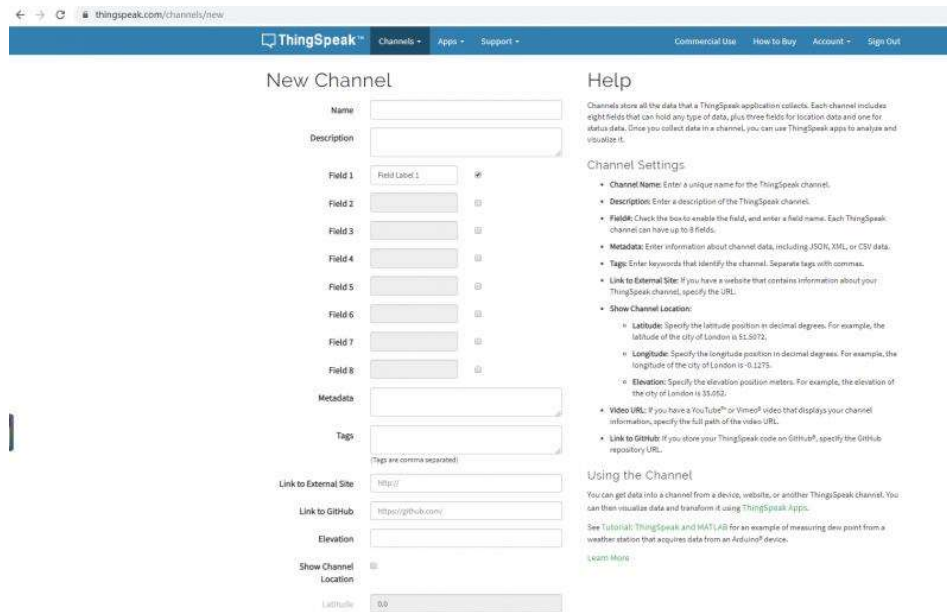 thingspeak.com/channels/new
ThingSpeak™ Channels Apps Support Commercial Use How to Buy Account Sign Out
New Channel
Name
Description
Field 1 Field Label 1
Field 2
Field 3
Field 4
Field 5
Field 6
Field 7
Field 8
Metadata
Tags
(Tags are comma separated)
Link to External Site http://
Link to GitHub https://github.com/
Elevation
Show Channel
Location
Latitude 0.0
Help
Channels store all the data that a ThingSpeak application collects. Each channel includes
eight fields that can hold any type of data, plus three fields for location data and one for
status data. Once you collect data in a channel, you can use ThingSpeak apps to analyze and
visualize it.
Channel Settings
• Channel Name: Enter a unique name for the ThingSpeak channel.
• Description: Enter a description of the ThingSpeak channel.
• Field#: Check the box to enable the field, and enter a field name. Each ThingSpeak
channel can have up to 8 fields.
• Metadata: Enter information about channel data, including JSON, XML, or CSV data.
• Tags: Enter keywords that identify the channel. Separate tags with commas.
• Link to External Site: If you have a website that contains information about your
ThingSpeak channel, specify the URL.
• Show Channel Location:
Latitude: Specify the latitude position in decimal degrees. For example, the
latitude of the city of London is 51.5072.
Longitude: Specify the longitude position in decimal degrees. For example, the
longitude of the city of London is -0.1275.
Elevation: Specify the elevation position meters. For example, the elevation of
the city of London is 35.052.
• Video URL: If you have a YouTube™ or Vimeo® video that displays your channel
information, specify the full path of the video URL.
• Link to GitHub: If you store your ThingSpeak code on GitHub®, specify the GitHub
repository URL.
Using the Channel
You can get data into a channel from a device, website, or another ThingsSpeak channel. You
can then visualize data and transform it using ThingSpeak Apps.
See Tutorial: ThingSpeak and MATLAB for an example of measuring dew point from a
weather station that acquires data from an Arduino® device.
Learn More